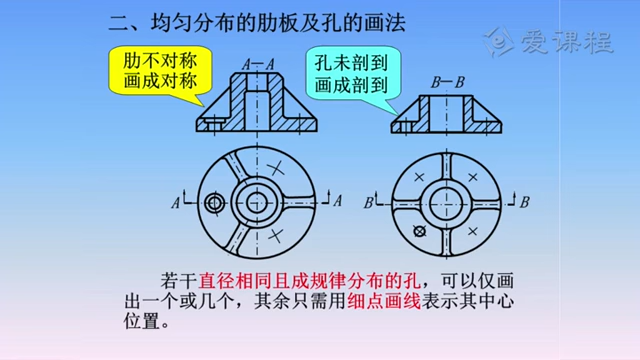 二、均匀分布的肋板及孔的画法
爱课程
肋不对称
画成对称
A—A
孔未剖到
画成剖到
B—B
A
A
B
B
若干直径相同且成规律分布的孔，可以仅画
出一个或几个，其余只需用细点画线表示其中心
位置。